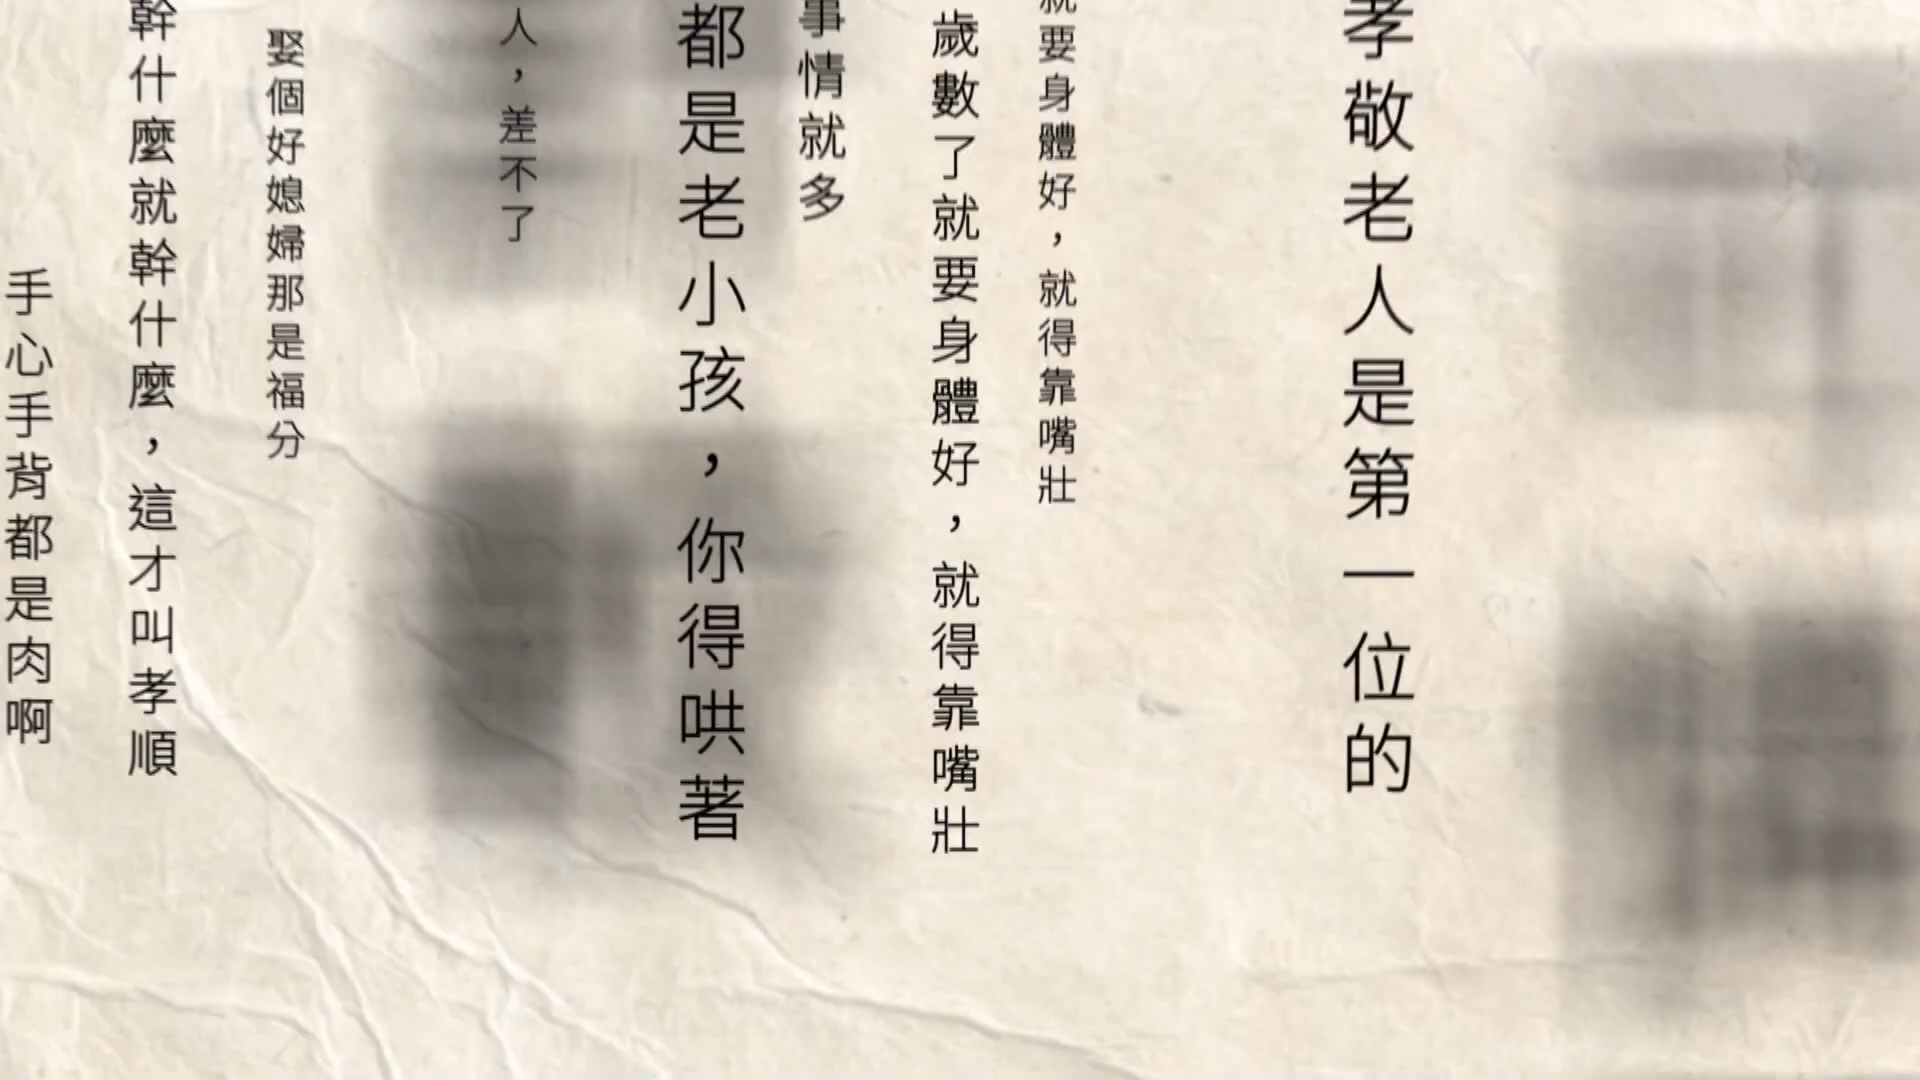 孝敬老人是第一位的
就要身體好，就得靠嘴壯
歲數了就要身體好，就得靠嘴壯
事情就多
都是老小孩，你得哄著
人，差不了
娶個好媳婦那是福分
幹什麼就幹什麼，這才叫孝順
手心手背都是肉啊